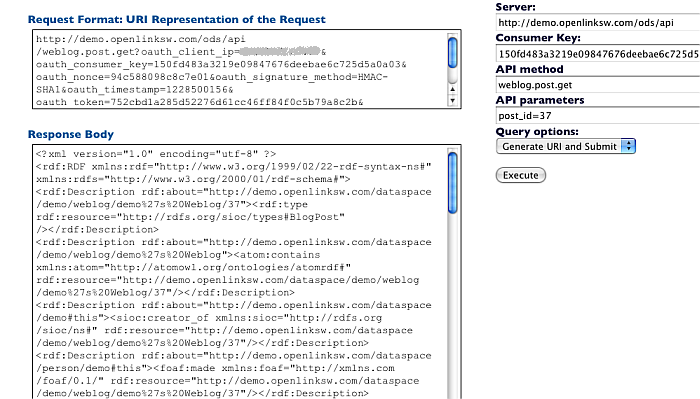 Request Format: URI Representation of the Request
http://demo.openlinksw.com/ods/api
/weblog.post.get?oauth_client_ip= &
oauth_consumer_key=150fd483a3219e09847676deebae6c725d5a0a03&
oauth_nonce=94c588098c8c7e01&oauth_signature_method=HMAC-
SHA1&oauth_timestamp=1228500156&
oauth_token=752cbd1a285d52276d61cc46ff84f0c5b79a8c2b&
Response Body
<?xml version="1.0" encoding="utf-8" ?>
<rdf:RDF xmlns:rdf="http://www.w3.org/1999/02/22-rdf-syntax-ns#"
xmlns:rdfs="http://www.w3.org/2000/01/rdf-schema#">
<rdf:Description rdf:about="http://demo.openlinksw.com/dataspace
/demo/weblog/demo%27s%20Weblog/37"><rdf:type
rdf:resource="http://rdfs.org/sioc/types#BlogPost"
/></rdf:Description>
<rdf:Description rdf:about="http://demo.openlinksw.com/dataspace
/demo/weblog/demo%27s%20Weblog"><atom:contains
xmlns:atom="http://atomowl.org/ontologies/atomrdf#"
rdf:resource="http://demo.openlinksw.com/dataspace/demo/weblog
/demo%27s%20Weblog/37"/></rdf:Description>
<rdf:Description rdf:about="http://demo.openlinksw.com/dataspace
/demo#this"><sioc:creator_of xmlns:sioc="http://rdfs.org
/sioc/ns#" rdf:resource="http://demo.openlinksw.com/dataspace
/demo/weblog/demo%27s%20Weblog/37"/></rdf:Description>
<rdf:Description rdf:about="http://demo.openlinksw.com/dataspace
/person/demo#this"><foaf:made xmlns:foaf="http://xmlns.com
/foaf/0.1/" rdf:resource="http://demo.openlinksw.com/dataspace
/demo/weblog/demo%27s%20Weblog/37"/></rdf:Description>
Server:
http://demo.openlinksw.com/ods/api
Consumer Key:
150fd483a3219e09847676deebae6c725d5
API method
weblog.post.get
API parameters
post_id=37
Query options:
Generate URI and Submit
Execute